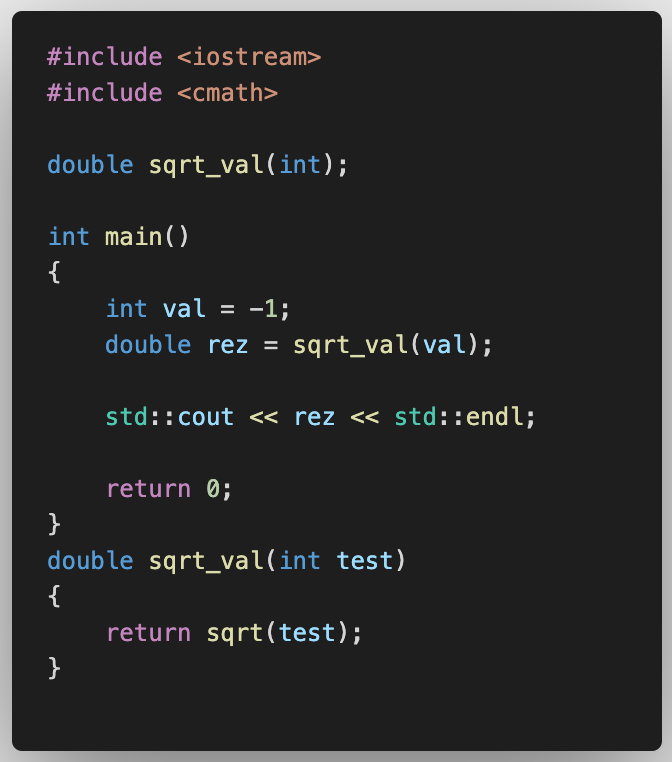 #include <iostream>
#include <cmath>
double sqrt_val(int);
int main()
{
    int val = -1;
    double rez = sqrt_val(val);
    std::cout << rez << std::endl;
    return 0;
}
double sqrt_val(int test)
{
    return sqrt(test);
}